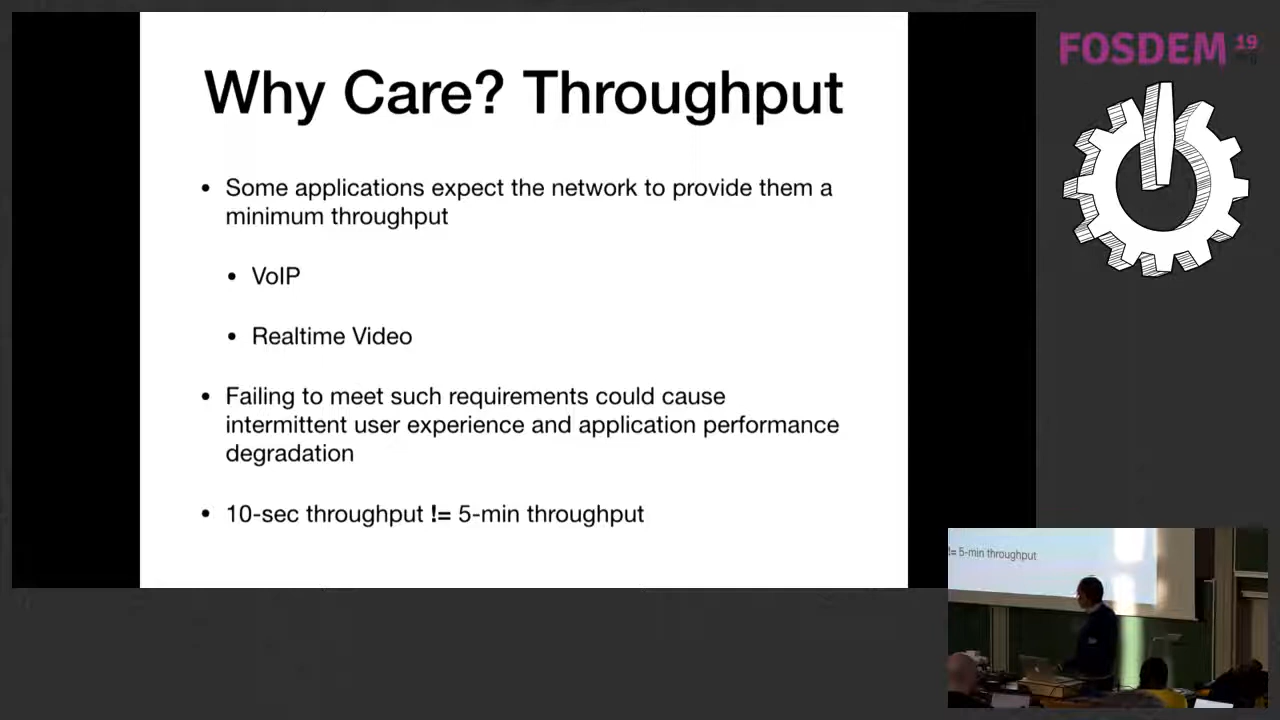 Why Care? Throughput
• Some applications expect the network to provide them a
minimum throughput
• VoIP
• Realtime Video
• Failing to meet such requirements could cause
intermittent user experience and application performance
degradation
• 10-sec throughput != 5-min throughput
FOSDEM 19
!= 5-min throughput